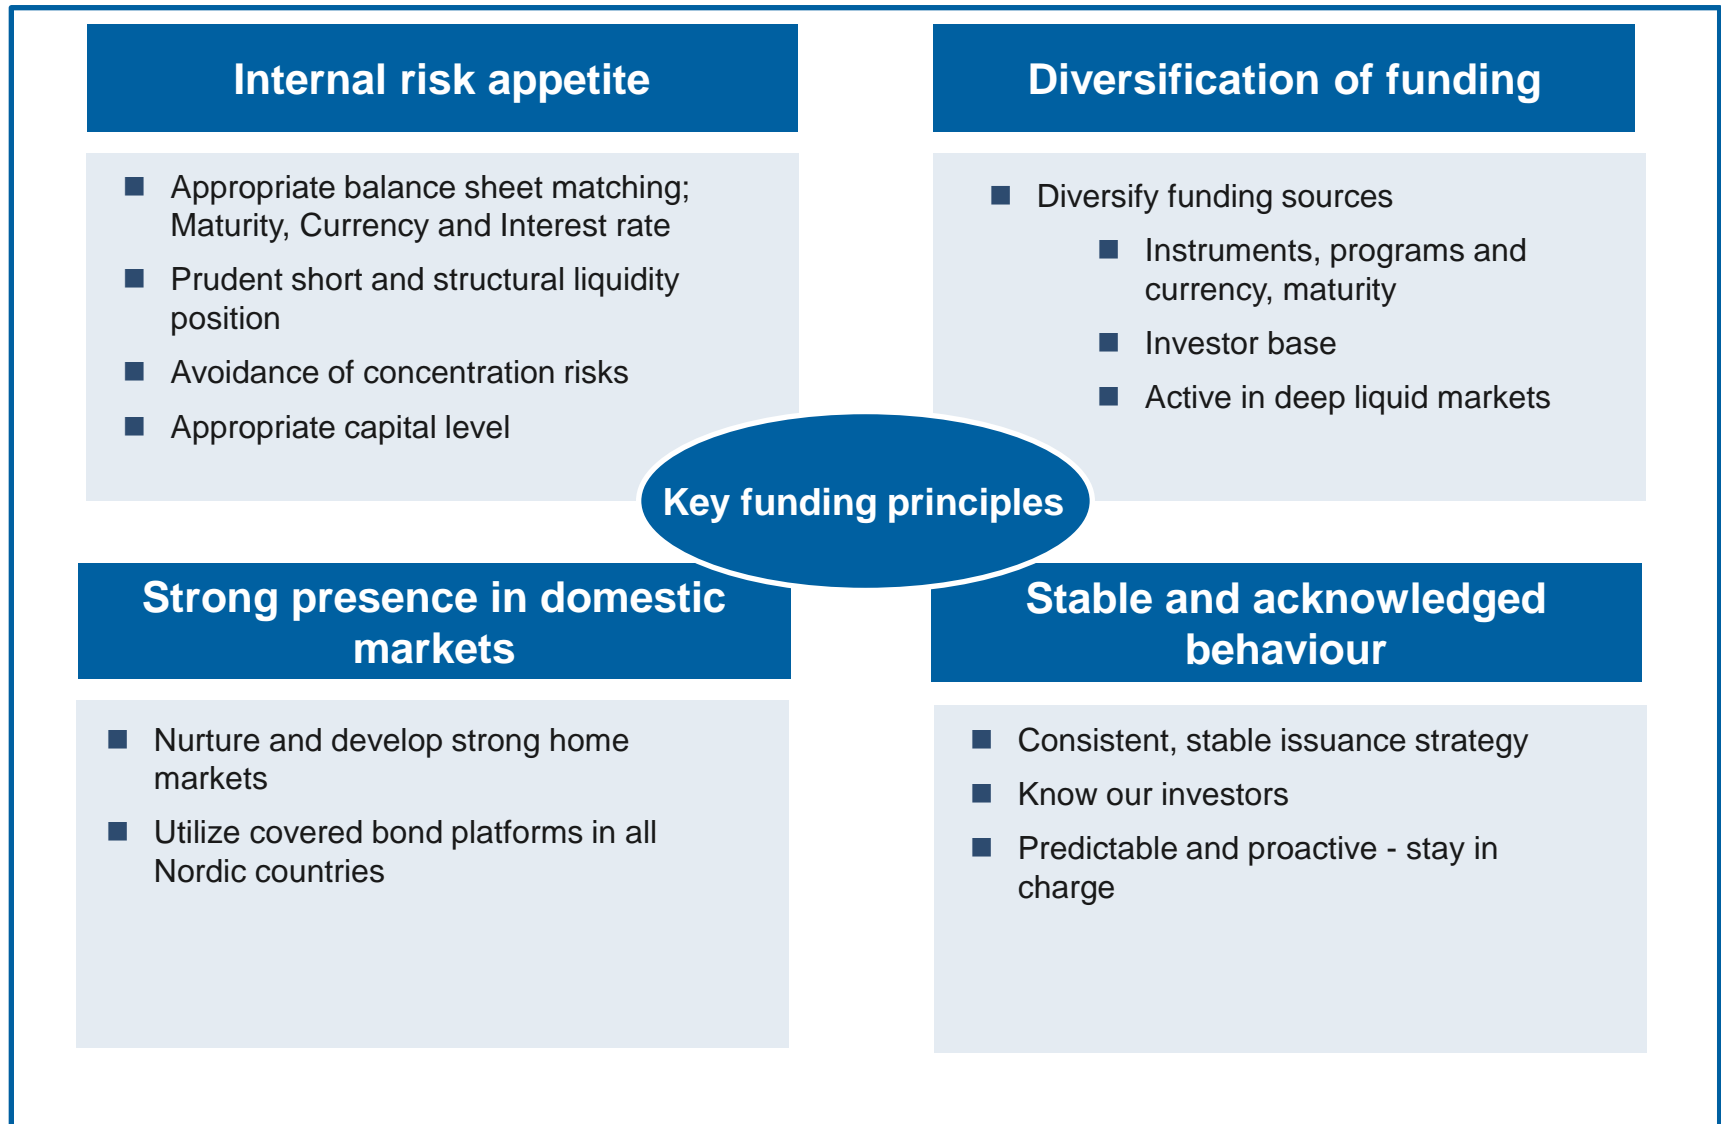 Internal risk appetite
Appropriate balance sheet matching;
Maturity, Currency and Interest rate
Prudent short and structural liquidity
position
Avoidance of concentration risks
Appropriate capital level
Diversification of funding
Diversify funding sources
Instruments, programs and
currency, maturity
Investor base
Active in deep liquid markets
Key funding principles
Strong presence in domestic
markets
Nurture and develop strong home
markets
Utilize covered bond platforms in all
Nordic countries
Stable and acknowledged
behaviour
Consistent, stable issuance strategy
Know our investors
Predictable and proactive - stay in
charge